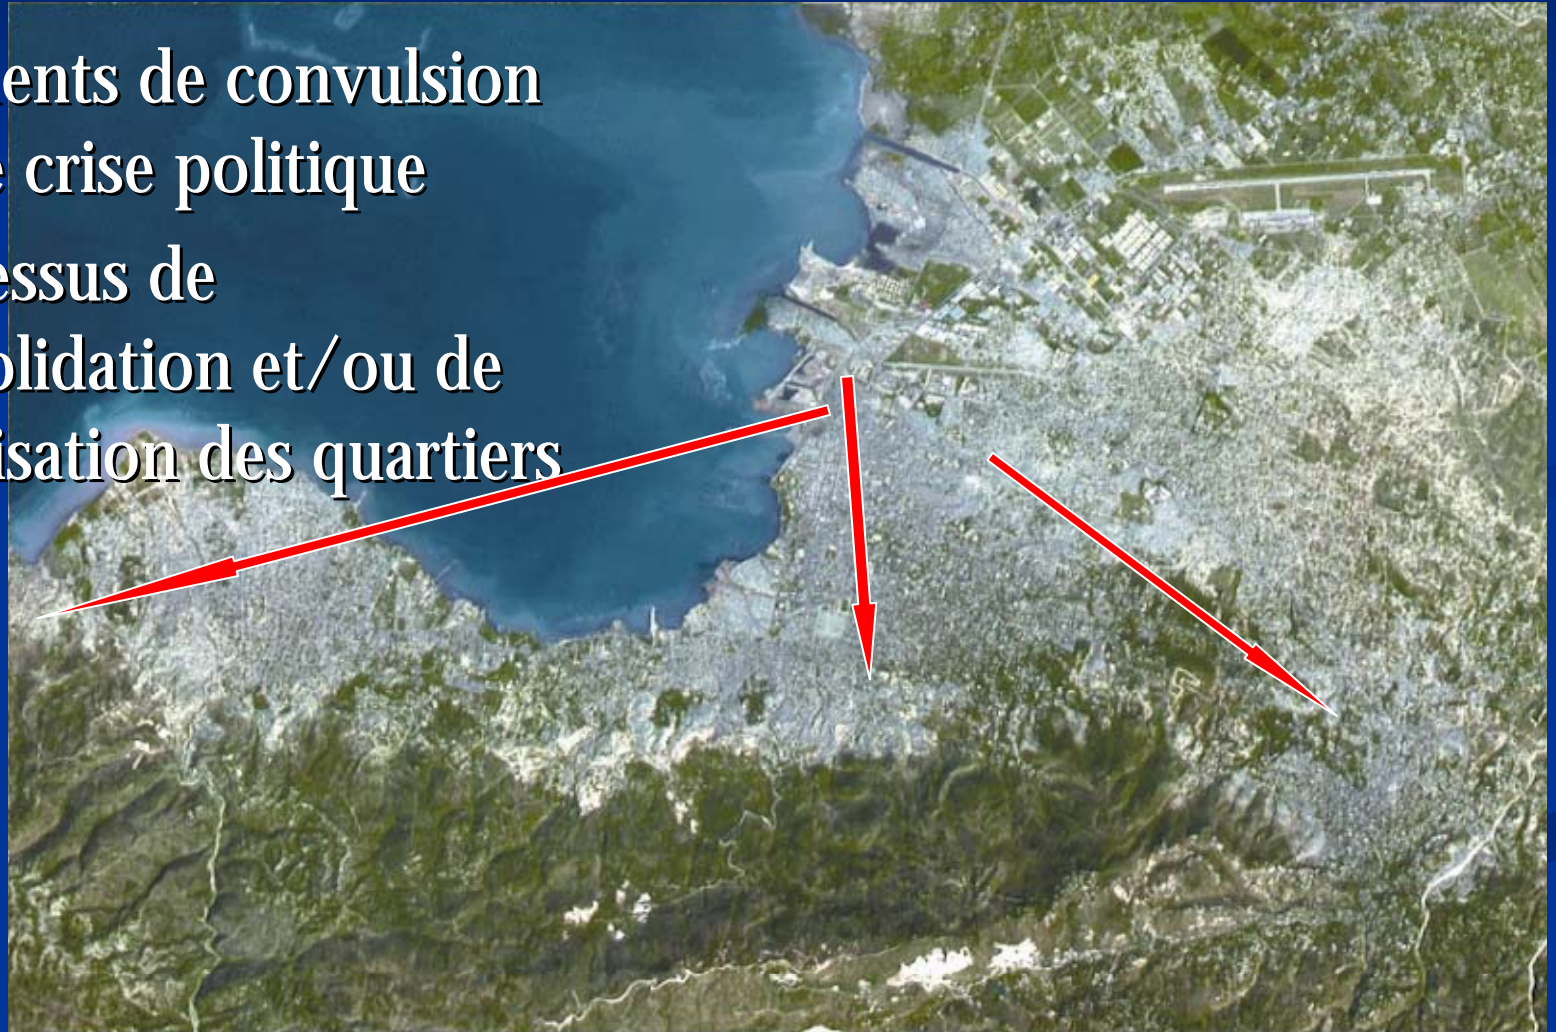 ents de convulsion
e crise politique
essus de
olidation et/ou de
isation des quartiers